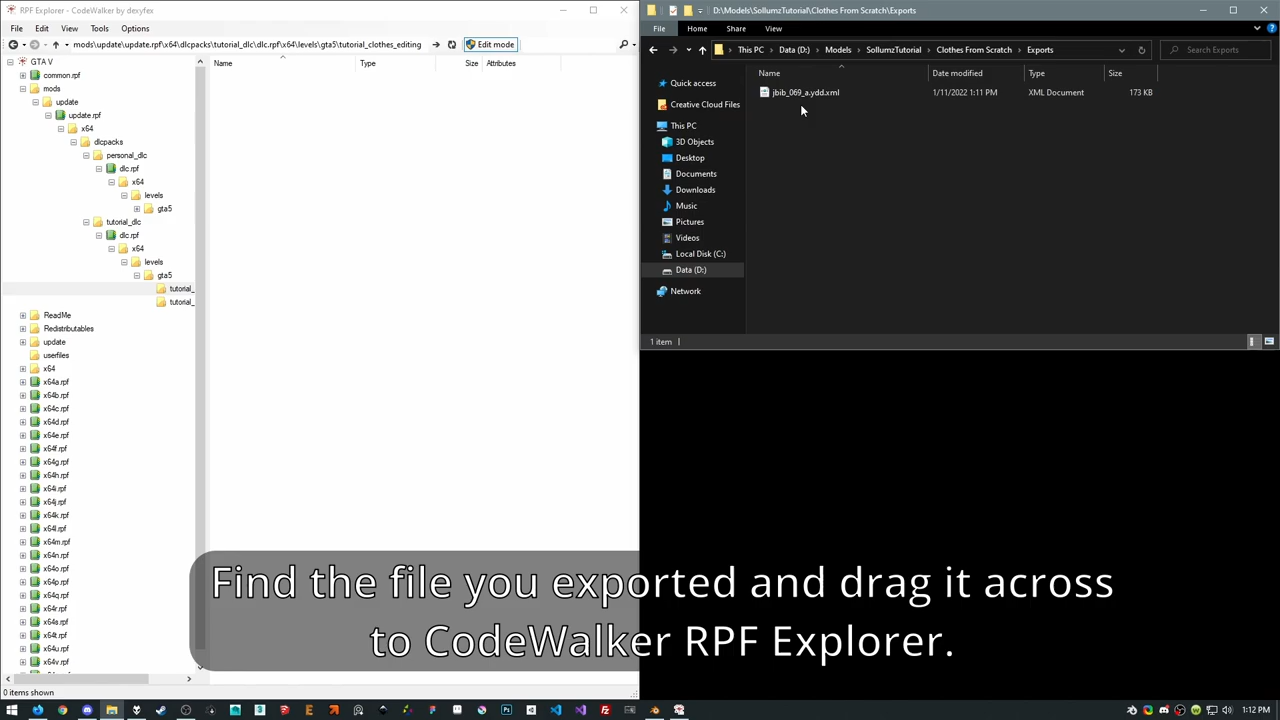 RPF Explorer - CodeWalker by dexyfex
File Edit View Tools Options
mods\update\update.rpf\x64\dlcpacks\tutorial_dlc\dlc.rpf\x64\levels\gta5\tutorial_clothes_editing
Edit mode
GTA V
common.rpf
mods
update
update.rpf
x64
dlcpacks
personal_dlc
dlc.rpf
x64
levels
gta5
tutorial_dlc
dlc.rpf
x64
levels
gta5
tutorial_
tutorial_
ReadMe
Redistributables
update
userfiles
x64
x64a.rpf
x64b.rpf
x64c.rpf
x64d.rpf
x64e.rpf
x64f.rpf
x64g.rpf
x64h.rpf
x64i.rpf
x64j.rpf
x64k.rpf
x64l.rpf
x64m.rpf
x64n.rpf
x64o.rpf
x64p.rpf
x64q.rpf
x64r.rpf
x64s.rpf
x64t.rpf
x64u.rpf
x64v.rpf
Name Type Size Attributes
0 items shown
D:\Models\SollumzTutorial\Clothes From Scratch\Exports
File Home Share View
This PC > Data (D:) > Models > SollumzTutorial > Clothes From Scratch > Exports
Search Exports
Name Date modified Type Size
jbib_069_a.ydd.xml 1/11/2022 1:11 PM XML Document 173 KB
Quick access
Creative Cloud Files
This PC
3D Objects
Desktop
Documents
Downloads
Music
Pictures
Videos
Local Disk (C:)
Data (D:)
Network
1 item
Find the file you exported and drag it across
to CodeWalker RPF Explorer.
1:12 PM